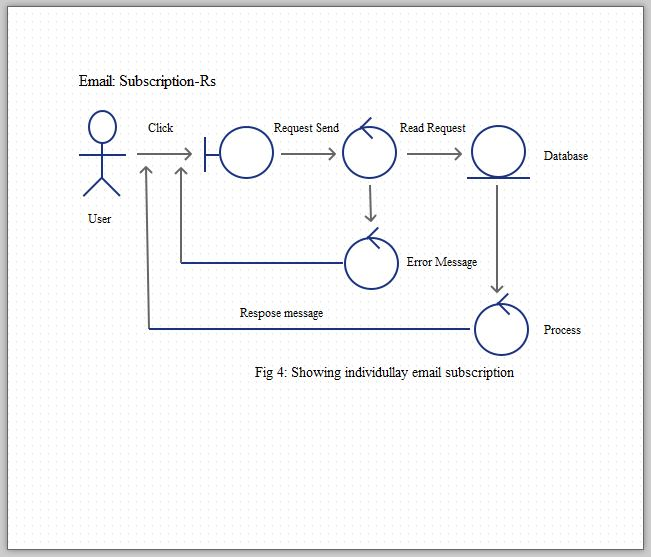 Email: Subscription-Rs
Click
Request Send
Read Request
Database
User
Error Message
Respose message
Process
Fig 4: Showing individullay email subscription